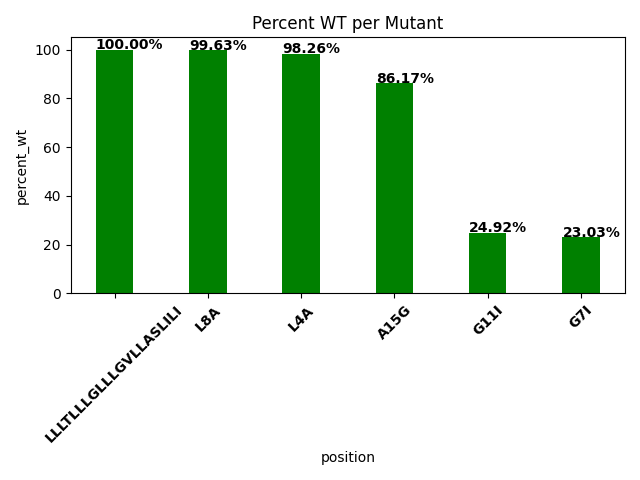 Percent WT per Mutant
percent_wt
100
80
60
40
20
0
100.00%
99.63%
98.26%
86.17%
24.92%
23.03%
LLLTLLLGLLLGVLLASLILI
L8A
L4A
A15G
G11I
G7I
position